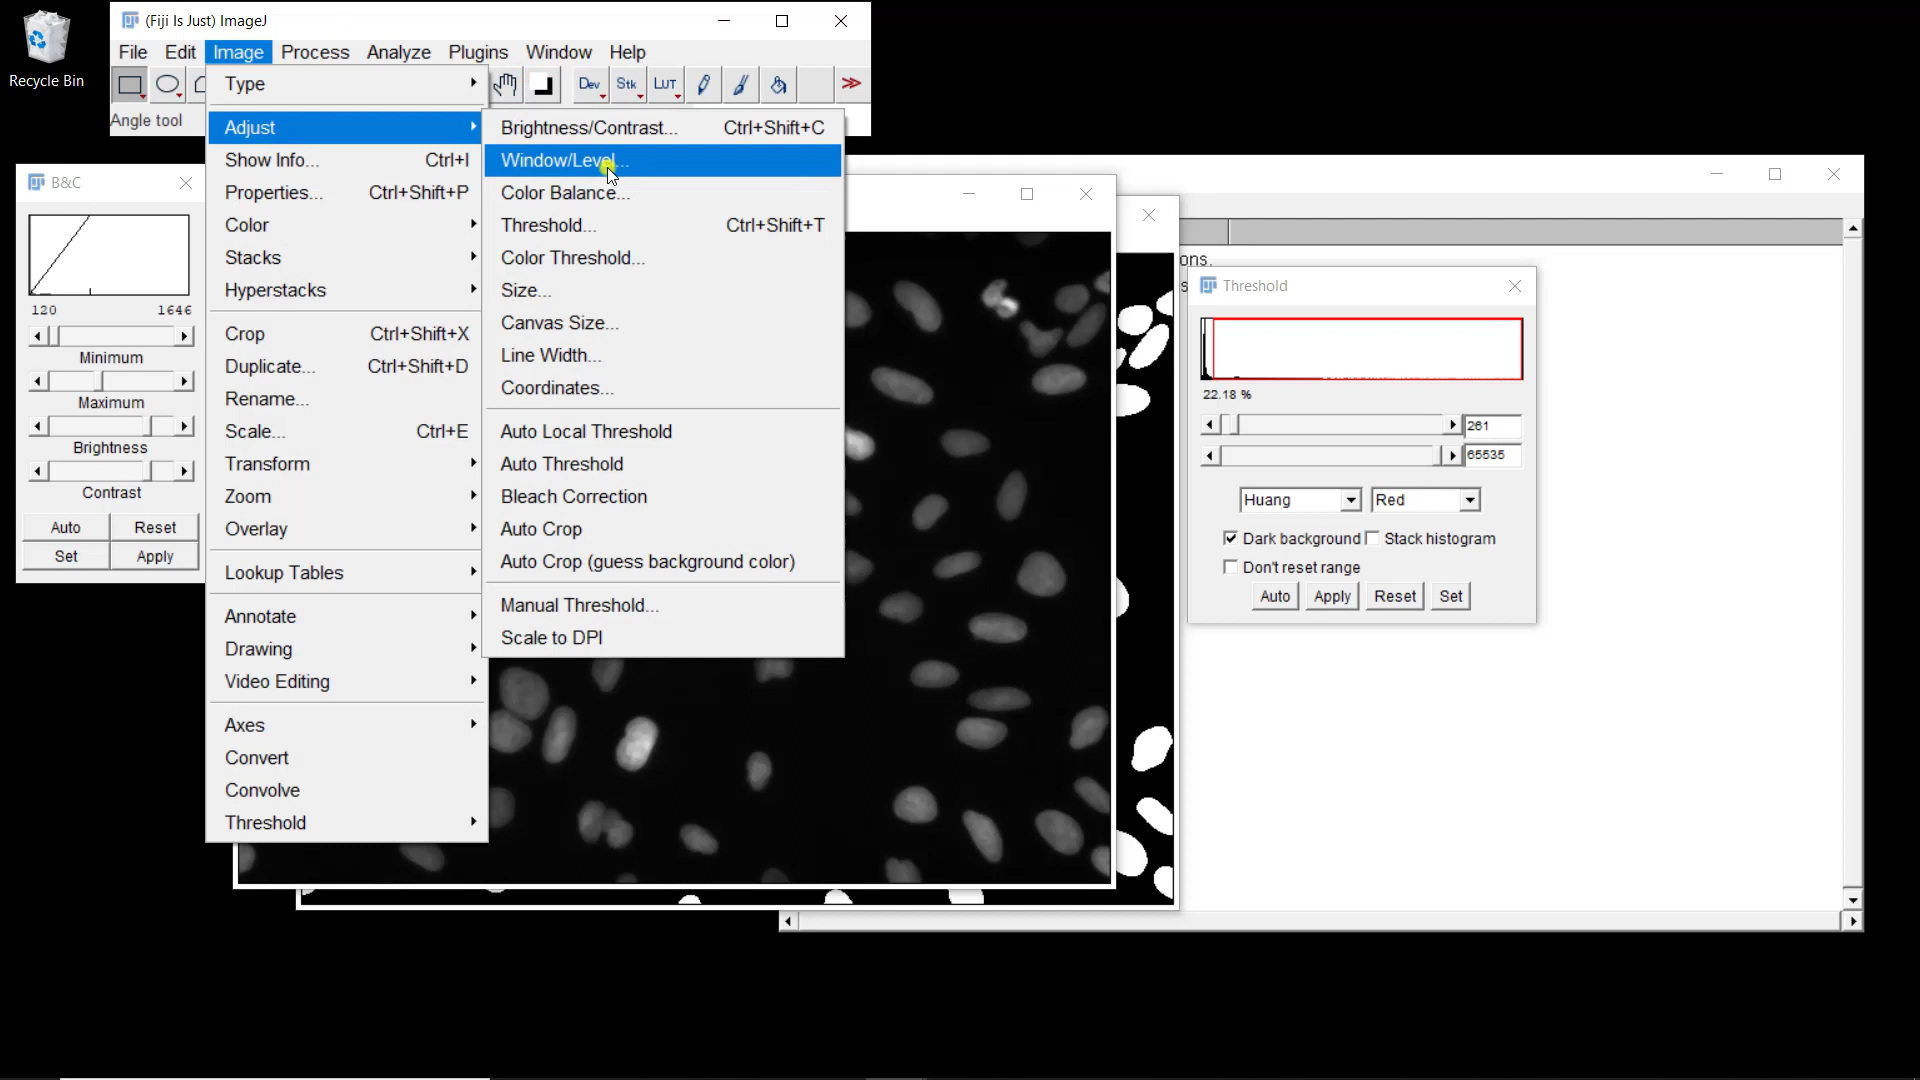 Recycle Bin
(Fiji Is Just) ImageJ
File Edit Image Process Analyze Plugins Window Help
Dev Stk LUT
Angle tool
Type
Adjust
Show Info... Ctrl+I
Properties... Ctrl+Shift+P
Color
Stacks
Hyperstacks
Crop Ctrl+Shift+X
Duplicate... Ctrl+Shift+D
Rename...
Scale... Ctrl+E
Transform
Zoom
Overlay
Lookup Tables
Annotate
Drawing
Video Editing
Axes
Convert
Convolve
Threshold
Brightness/Contrast... Ctrl+Shift+C
Window/Level...
Color Balance...
Threshold... Ctrl+Shift+T
Color Threshold...
Size...
Canvas Size...
Line Width...
Coordinates...
Auto Local Threshold
Auto Threshold
Bleach Correction
Auto Crop
Auto Crop (guess background color)
Manual Threshold...
Scale to DPI
B&C
120 1646
Minimum
Maximum
Brightness
Contrast
Auto Reset
Set Apply
ons.
s
Threshold
22.18 %
261
65535
Huang Red
Dark background Stack histogram
Don't reset range
Auto Apply Reset Set